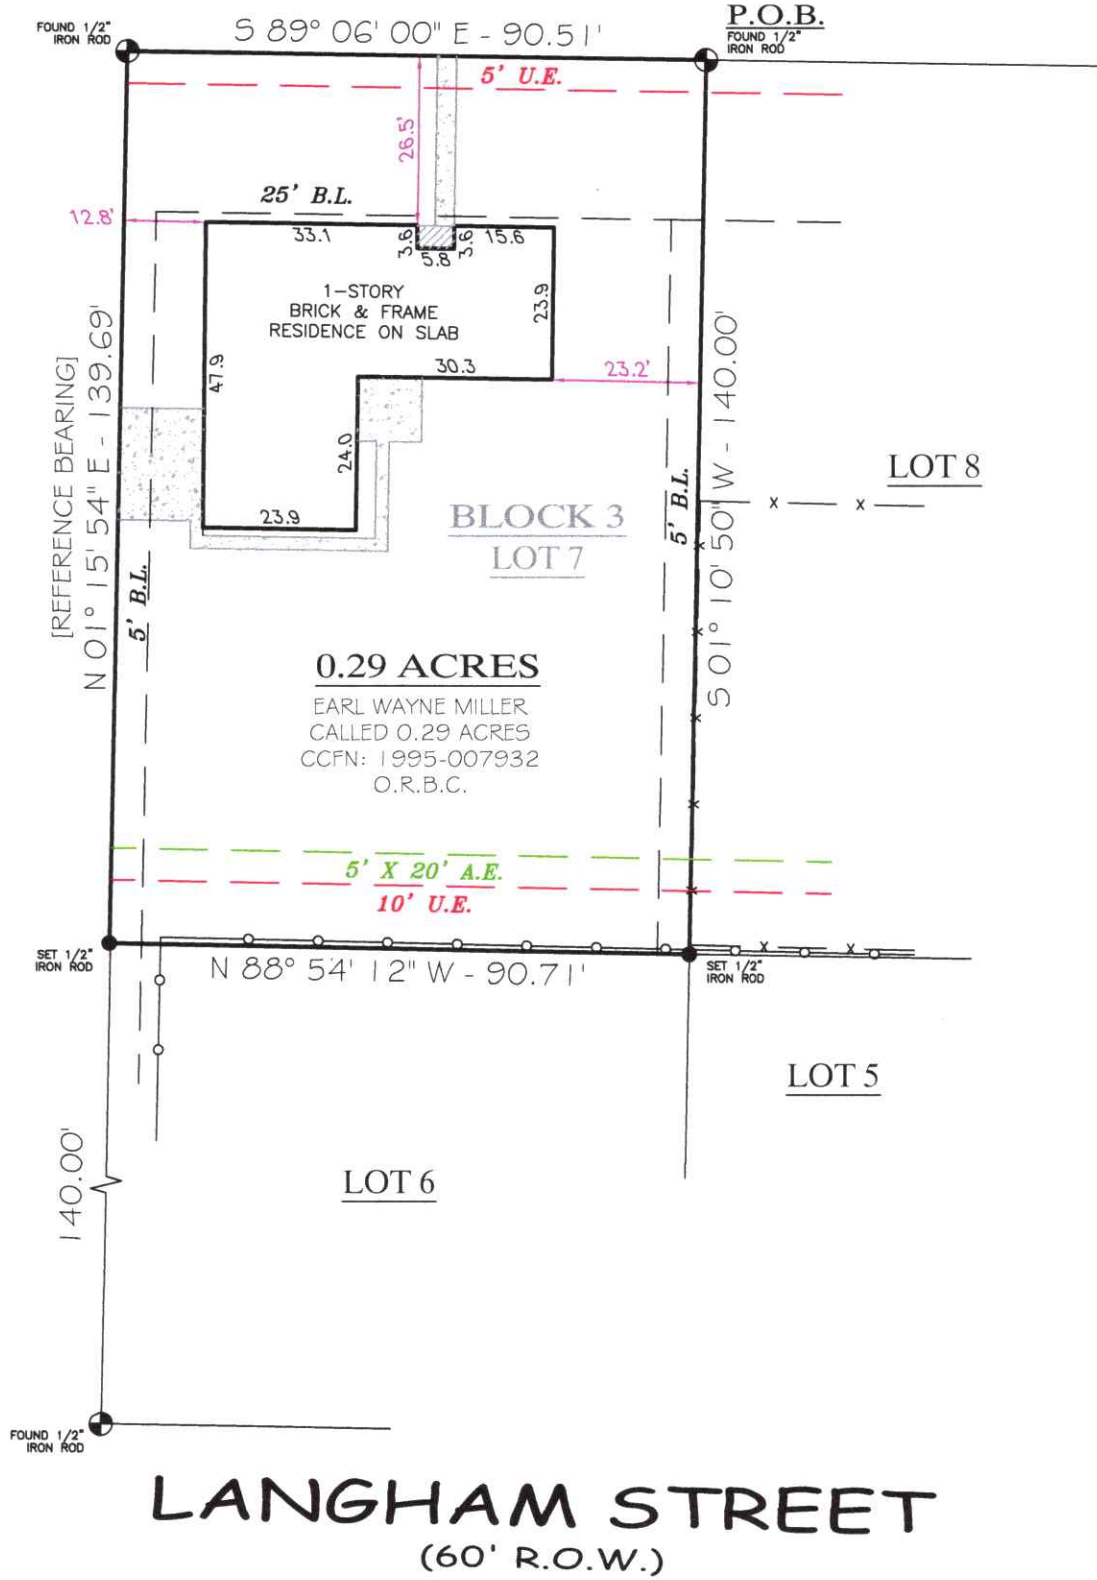 P.O.B.
FOUND 1/2"
IRON ROD
FOUND 1/2"
IRON ROD
S 89° 06' 00" E - 90.51'
5' U.E.
26.5'
25' B.L.
12.8'
33.1
3.6
5.8
3.6
15.6
1-STORY
BRICK & FRAME
RESIDENCE ON SLAB
23.9
30.3
23.2'
47.9
24.0
23.9
[REFERENCE BEARING]
N 01° 15' 54" E - 139.69'
S 01° 10' 50" W - 140.00'
LOT 8
BLOCK 3
LOT 7
5' B.L.
5' B.L.
0.29 ACRES
EARL WAYNE MILLER
CALLED 0.29 ACRES
CCFN: 1995-007932
O.R.B.C.
5' X 20' A.E.
10' U.E.
SET 1/2"
IRON ROD
N 88° 54' 12" W - 90.71'
SET 1/2"
IRON ROD
LOT 5
140.00'
LOT 6
FOUND 1/2"
IRON ROD
LANGHAM STREET
(60' R.O.W.)